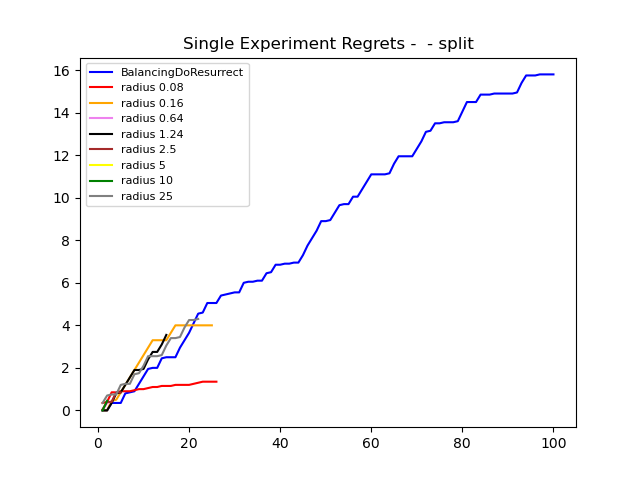 Single Experiment Regrets -  - split
BalancingDoResurrect
radius 0.08
radius 0.16
radius 0.64
radius 1.24
radius 2.5
radius 5
radius 10
radius 25
16
14
12
10
8
6
4
2
0
0 20 40 60 80 100